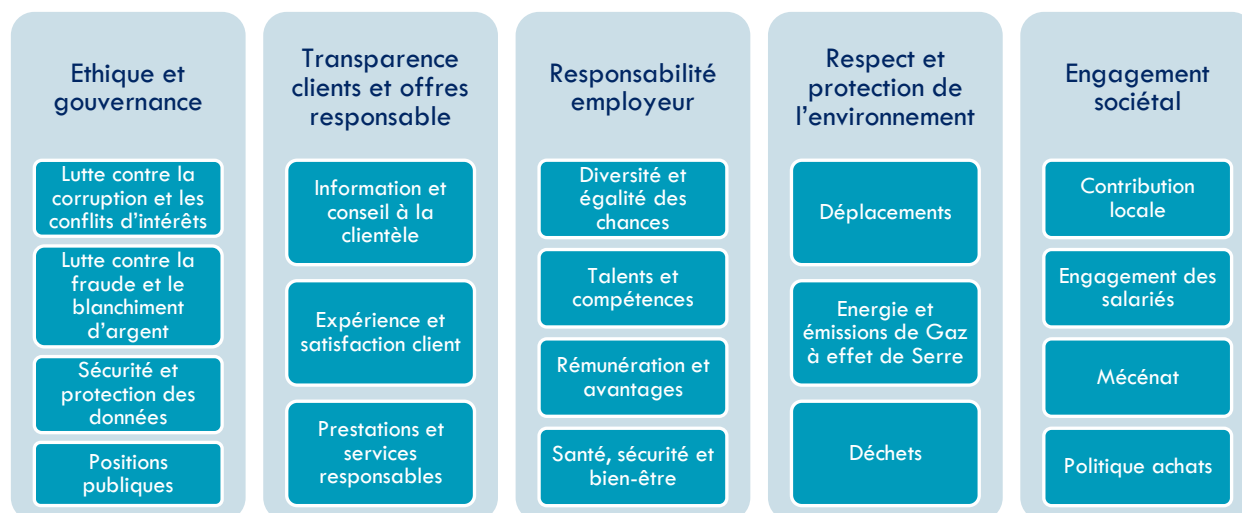 Ethique et
gouvernance
Lutte contre la
corruption et les
conflits d'intérêts
Lutte contre la
fraude et le
blanchiment
d'argent
Sécurité et
protection des
données
Positions
publiques
Transparence
clients et offres
responsable
Information et
conseil à la
clientèle
Expérience et
satisfaction client
Prestations et
services
responsables
Responsabilité
employeur
Diversité et
égalité des
chances
Talents et
compétences
Rémunération et
avantages
Santé, sécurité et
bien-être
Respect et
protection de
l'environnement
Déplacements
Energie et
émissions de Gaz
à effet de Serre
Déchets
Engagement
sociétal
Contribution
locale
Engagement des
salariés
Mécénat
Politique achats